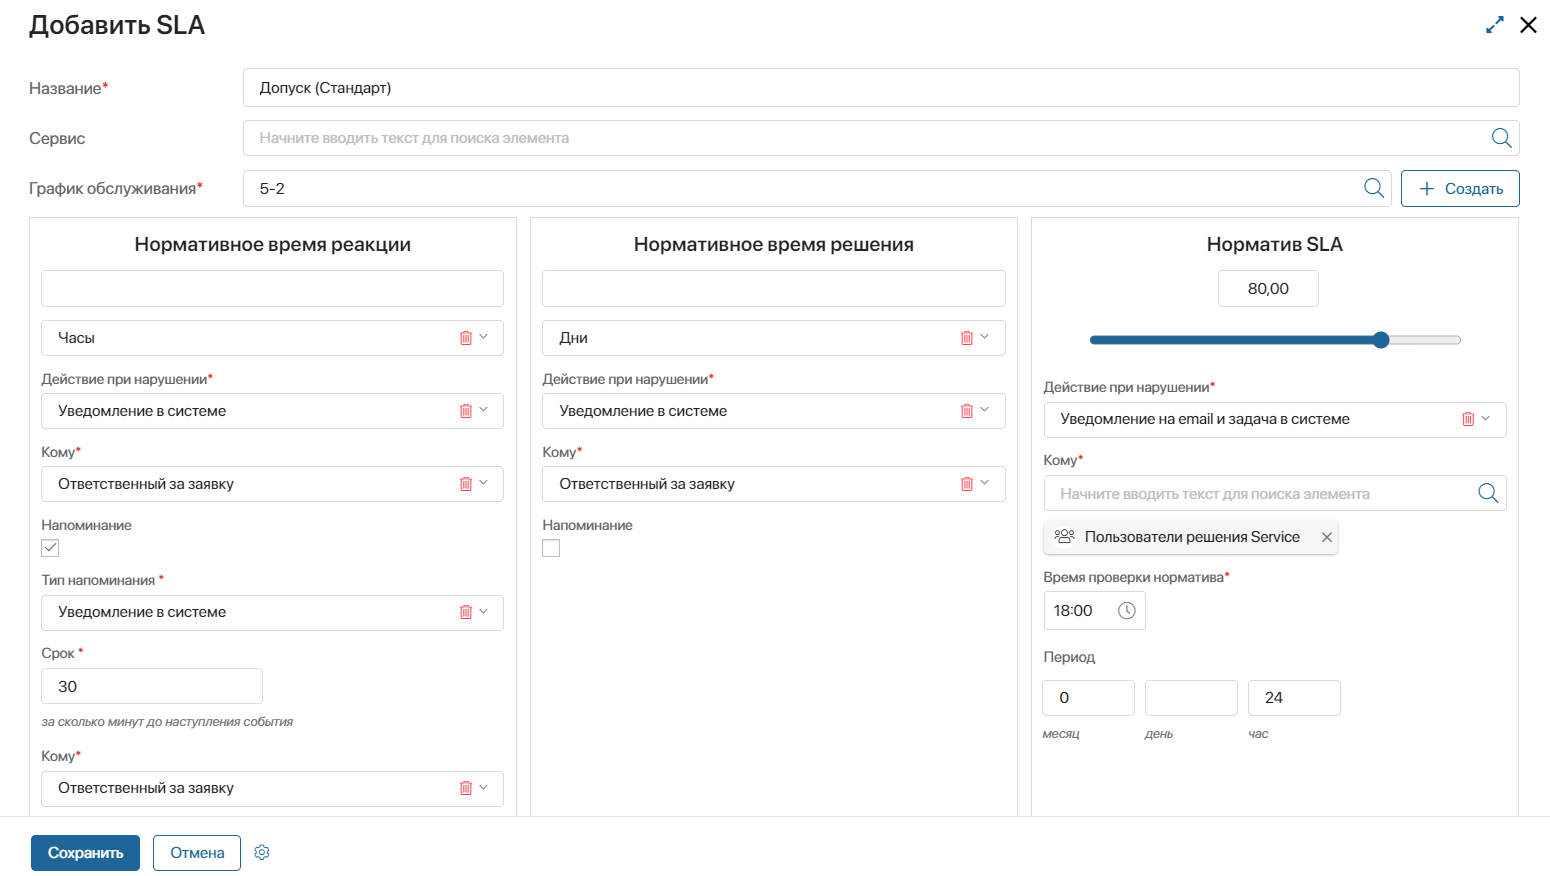 Добавить SLA
Название*
Допуск (Стандарт)
Сервис
Начните вводить текст для поиска элемента
График обслуживания*
5-2
Создать
Нормативное время реакции
Часы
Действие при нарушении*
Уведомление в системе
Кому*
Ответственный за заявку
Напоминание
Тип напоминания *
Уведомление в системе
Срок *
30
за сколько минут до наступления события
Кому*
Ответственный за заявку
Нормативное время решения
Дни
Действие при нарушении*
Уведомление в системе
Кому*
Ответственный за заявку
Напоминание
Норматив SLA
80,00
Действие при нарушении*
Уведомление на email и задача в системе
Кому*
Начните вводить текст для поиска элемента
Пользователи решения Service
Время проверки норматива*
18:00
Период
0 24
месяц день час
Сохранить Отмена